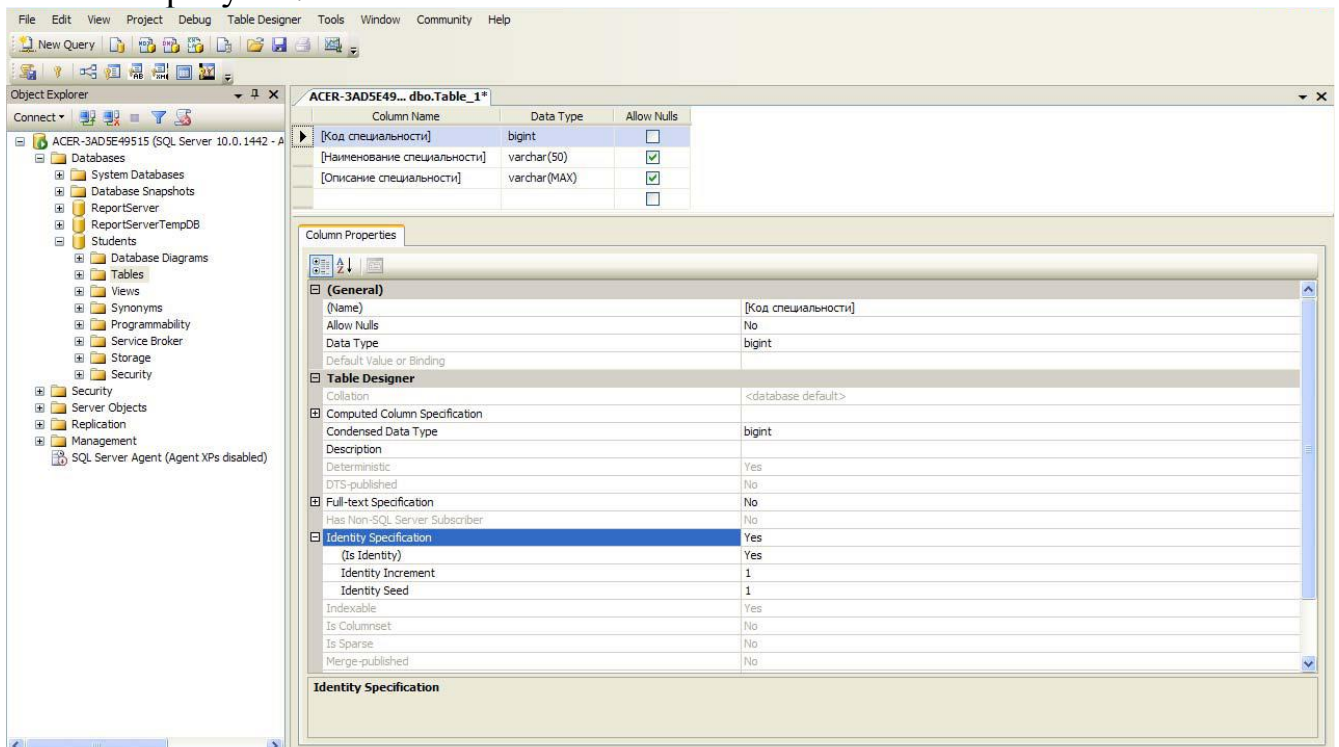 File Edit View Project Debug Table Designer Tools Window Community Help
New Query
Object Explorer
Connect
ACER-3AD5E49515 (SQL Server 10.0.1442 - A
Databases
System Databases
Database Snapshots
ReportServer
ReportServerTempDB
Students
Database Diagrams
Tables
Views
Synonyms
Programmability
Service Broker
Storage
Security
Security
Server Objects
Replication
Management
SQL Server Agent (Agent XPs disabled)
ACER-3AD5E49... dbo.Table_1*
Column Name Data Type Allow Nulls
[Код специальности] bigint
[Наименование специальности] varchar(50)
[Описание специальности] varchar(MAX)
Column Properties
(General)
(Name) [Код специальности]
Allow Nulls No
Data Type bigint
Default Value or Binding
Table Designer
Collation <database default>
Computed Column Specification
Condensed Data Type bigint
Description
Deterministic Yes
DTS-published No
Full-text Specification No
Has Non-SQL Server Subscriber No
Identity Specification Yes
(Is Identity) Yes
Identity Increment 1
Identity Seed 1
Indexable Yes
Is Columnset No
Is Sparse No
Merge-published No
Identity Specification